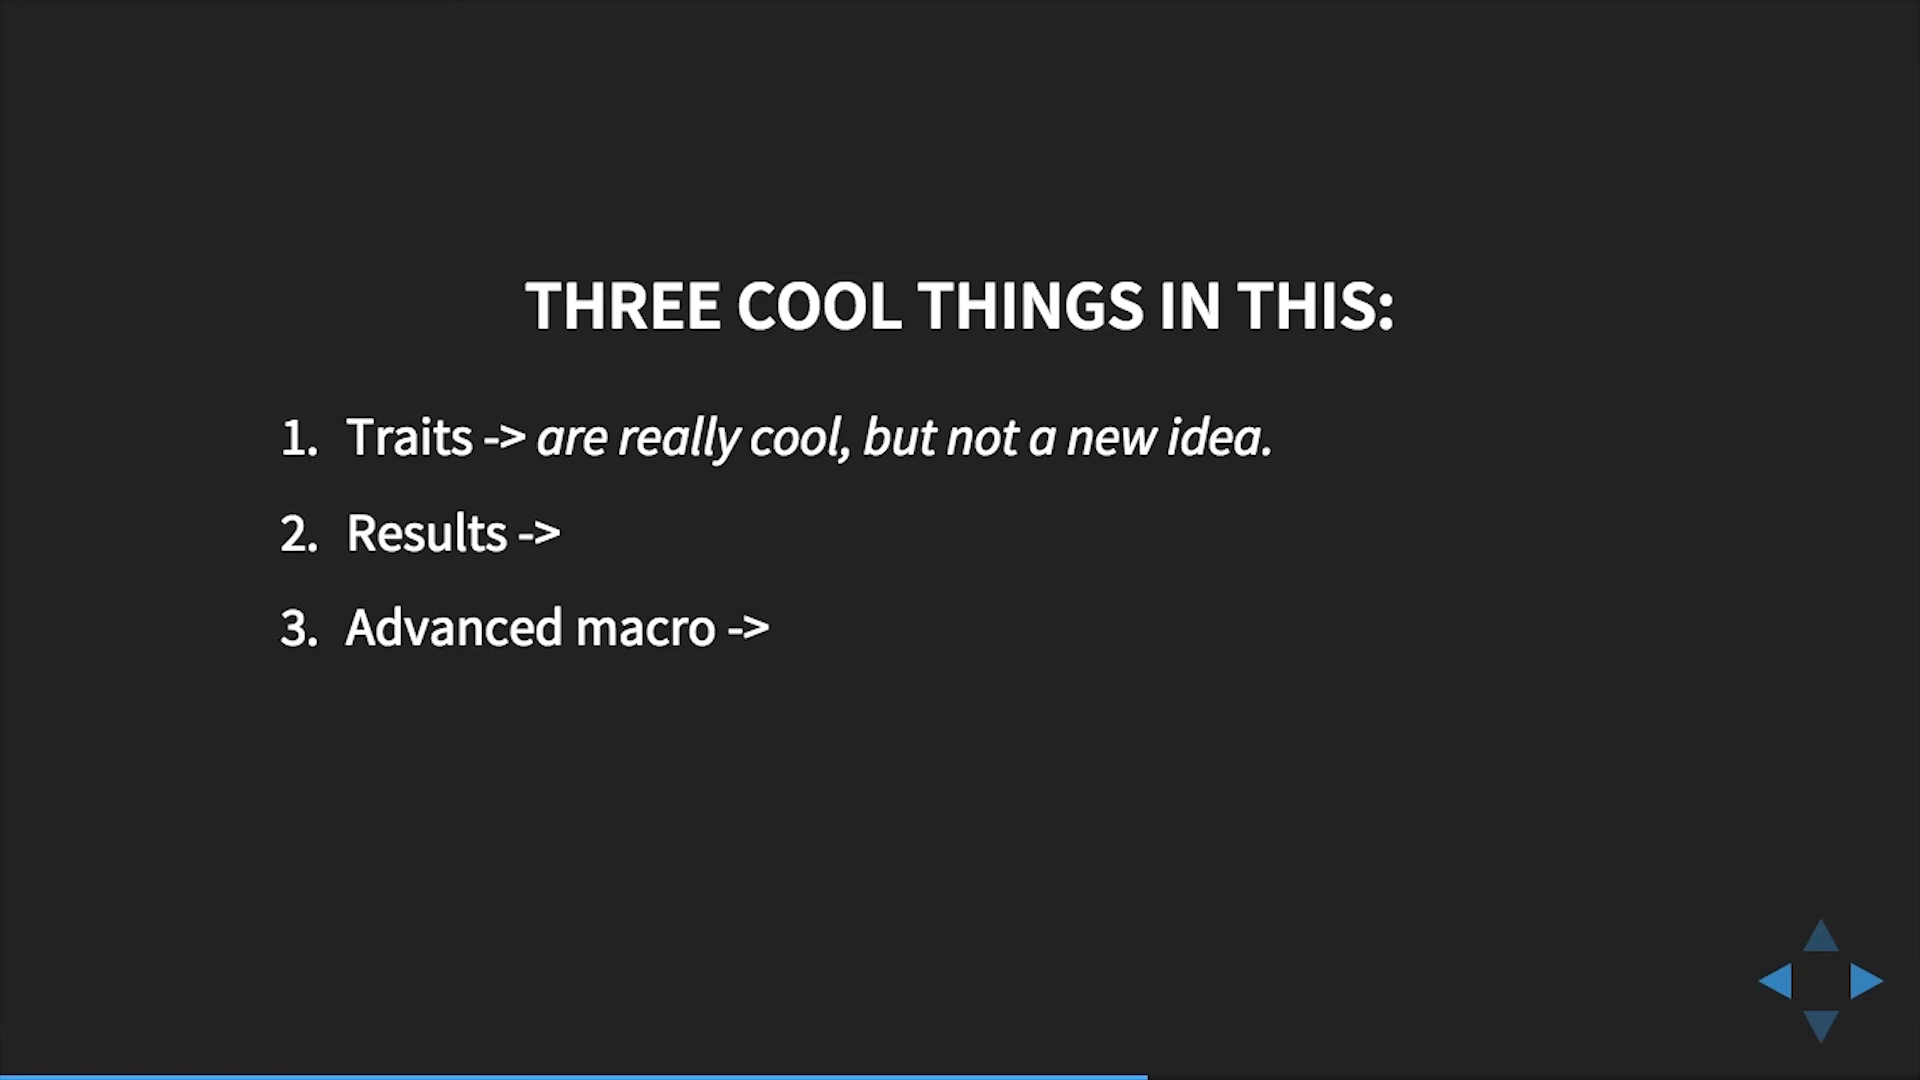 THREE COOL THINGS IN THIS:
1. Traits -> are really cool, but not a new idea.
2. Results ->
3. Advanced macro ->